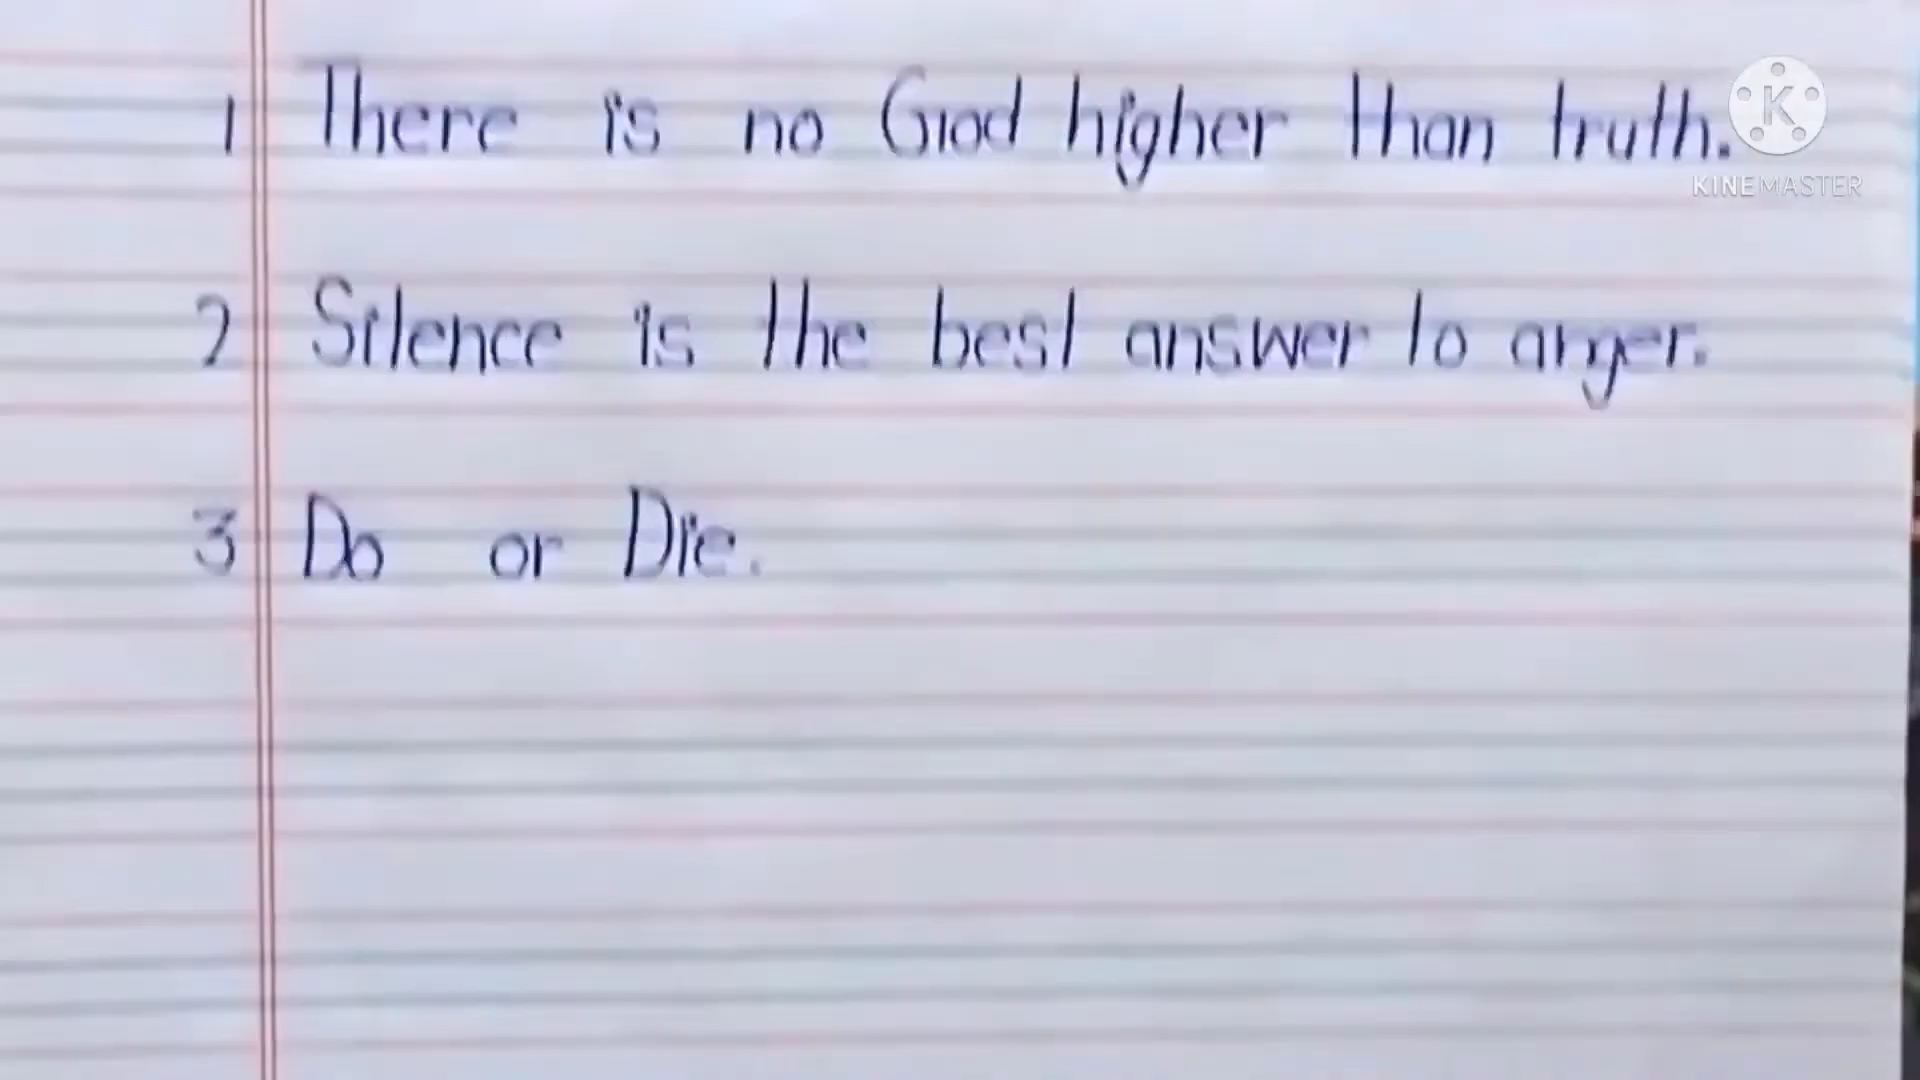 1 There is no God higher than truth.
KINEMASTER
2 Silence is the best answer to anger.
3 Do or Die.